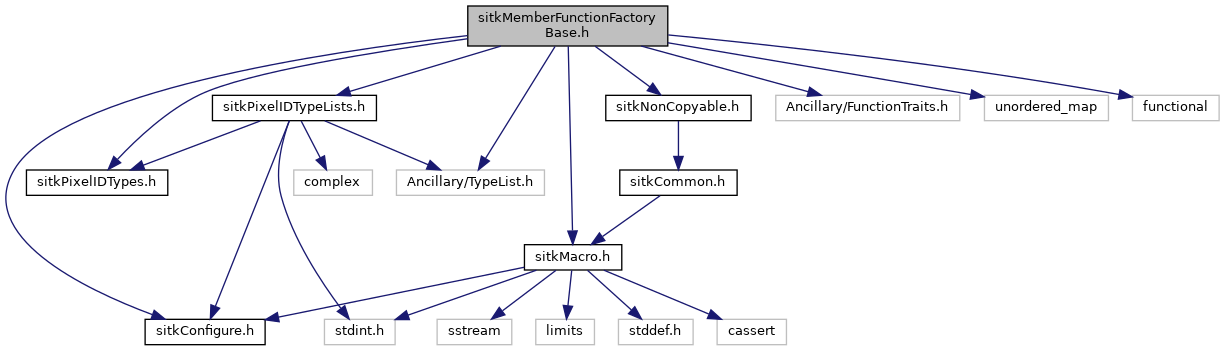 sitkMemberFunctionFactory
Base.h
sitkPixelIDTypeLists.h
sitkNonCopyable.h
Ancillary/FunctionTraits.h
unordered_map
functional
sitkPixelIDTypes.h
complex
Ancillary/TypeList.h
sitkCommon.h
sitkMacro.h
sitkConfigure.h
stdint.h
sstream
limits
stddef.h
cassert